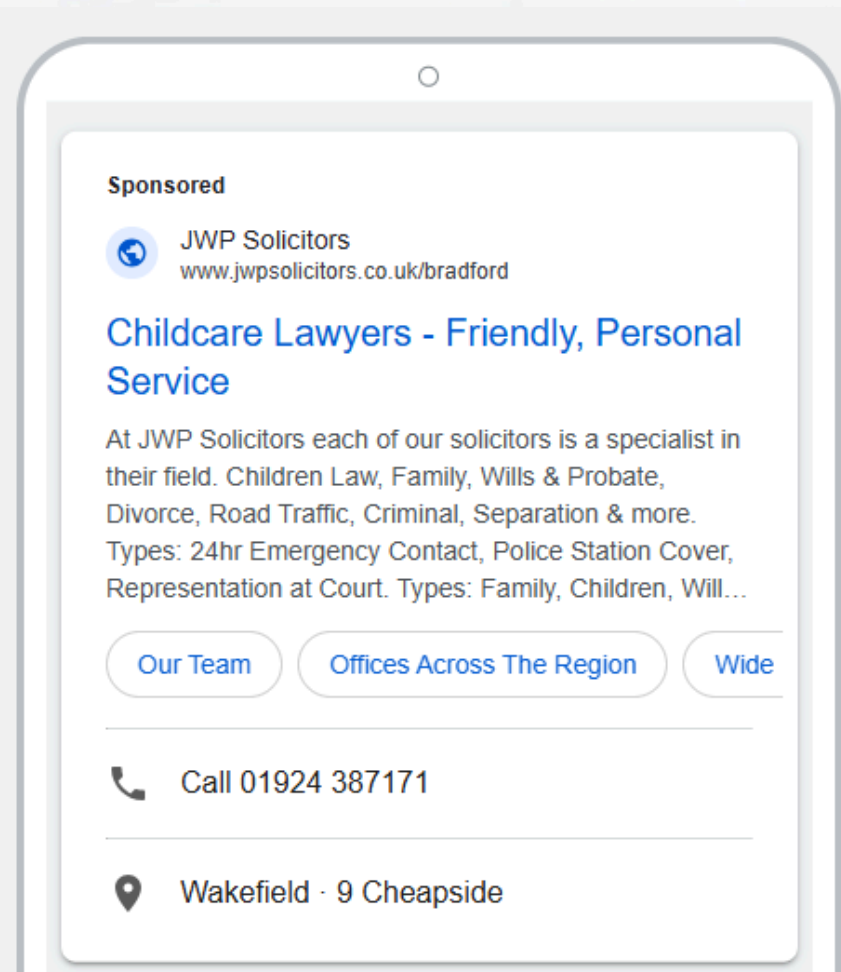 Sponsored
JWP Solicitors
www.jwpsolicitors.co.uk/bradford
Childcare Lawyers - Friendly, Personal
Service
At JWP Solicitors each of our solicitors is a specialist in
their field. Children Law, Family, Wills & Probate,
Divorce, Road Traffic, Criminal, Separation & more.
Types: 24hr Emergency Contact, Police Station Cover,
Representation at Court. Types: Family, Children, Will...
Our Team
Offices Across The Region
Wide
Call 01924 387171
Wakefield · 9 Cheapside